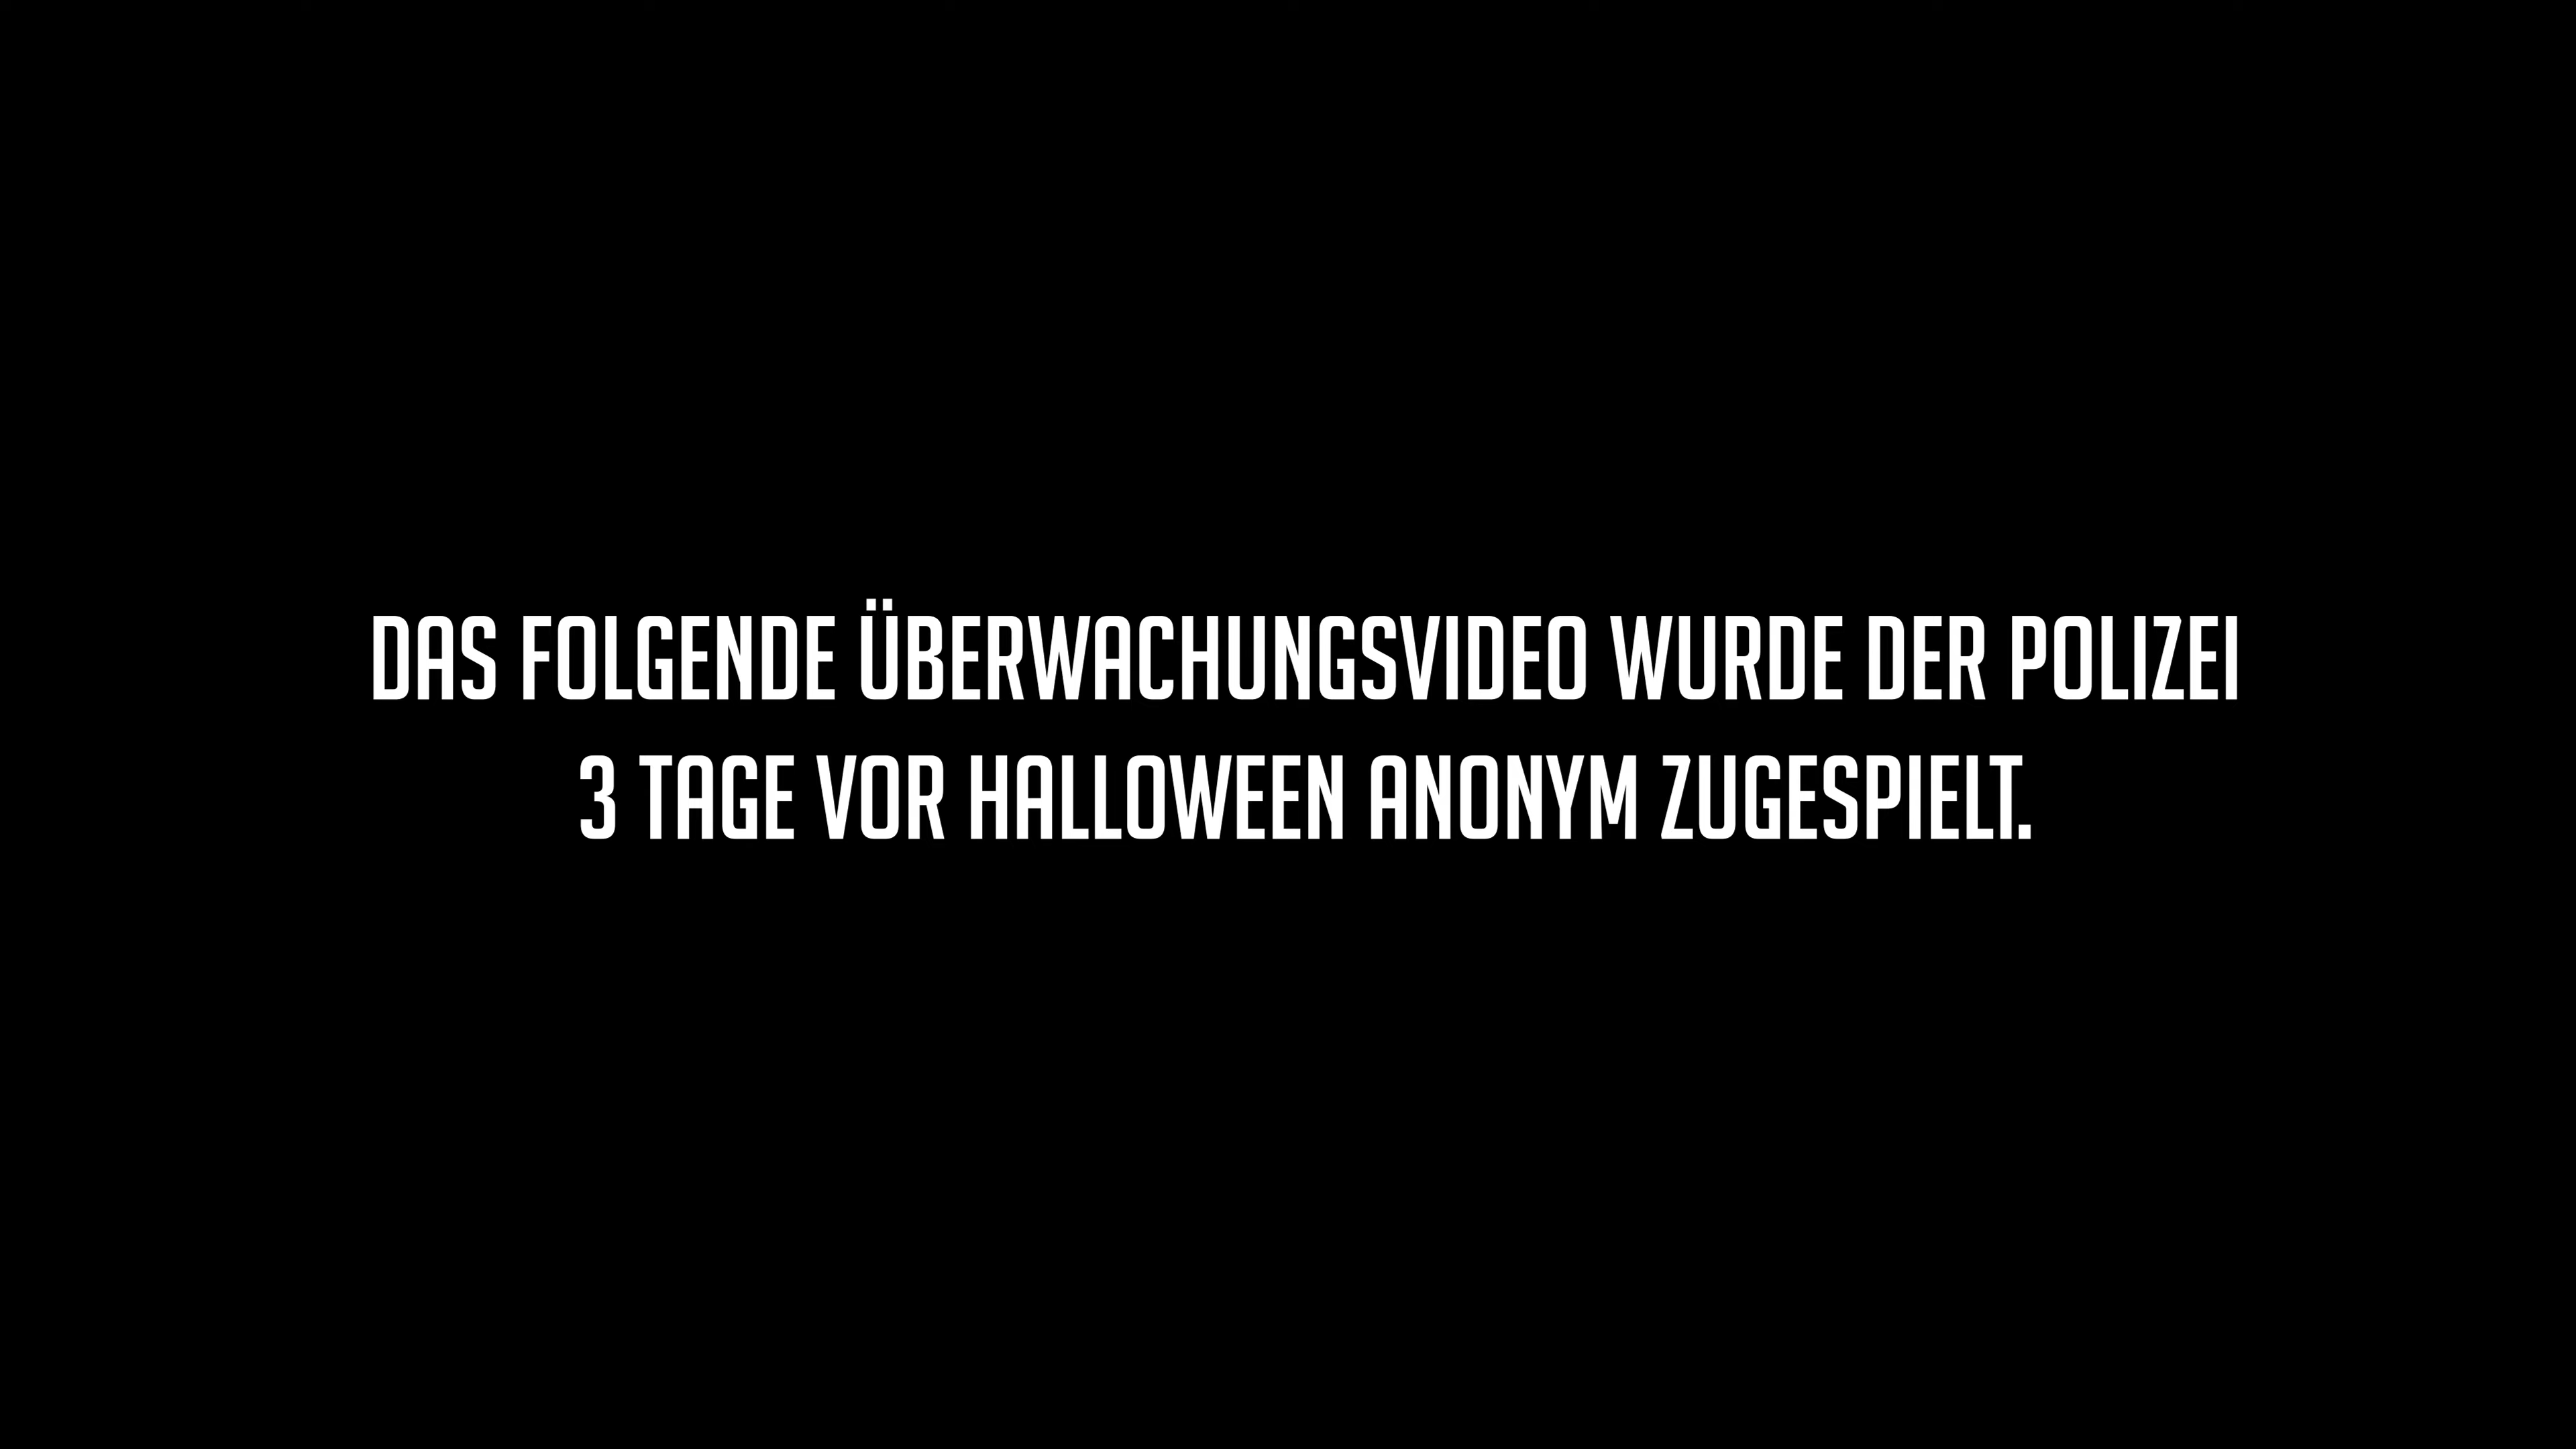 DAS FOLGENDE ÜBERWACHUNGSVIDEO WURDE DER POLIZEI
3 TAGE VOR HALLOWEEN ANONYM ZUGESPIELT.